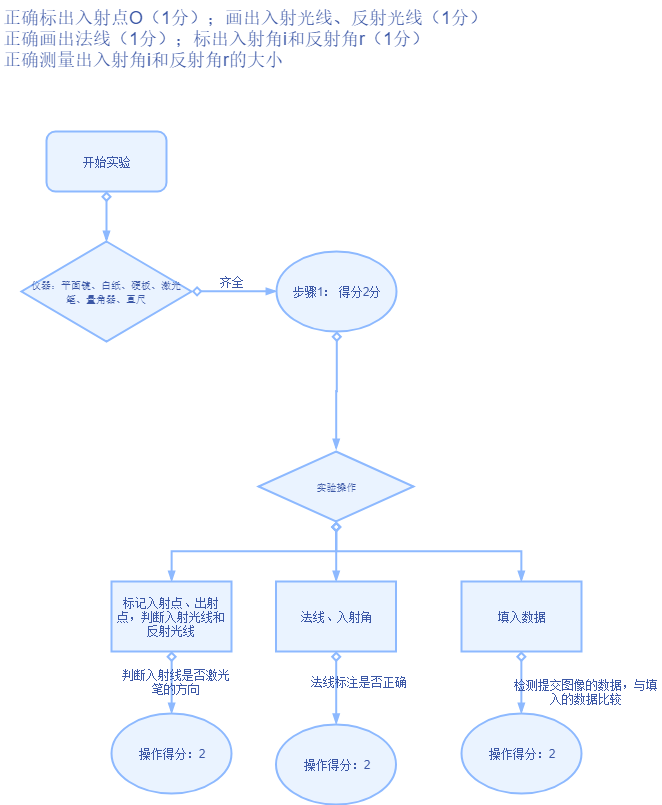 正确标出入射点O（1分）；画出入射光线、反射光线（1分）
正确画出法线（1分）；标出入射角i和反射角r（1分）
正确测量出入射角i和反射角r的大小
开始实验
仪器：平面镜、白纸、硬板、激光
笔、量角器、直尺
齐全
步骤1： 得分2分
实验操作
标记入射点、出射
点，判断入射光线和
反射光线
法线、入射角
填入数据
判断入射线是否激光
笔的方向
法线标注是否正确
检测提交图像的数据，与填
入的数据比较
操作得分：2
操作得分：2
操作得分：2